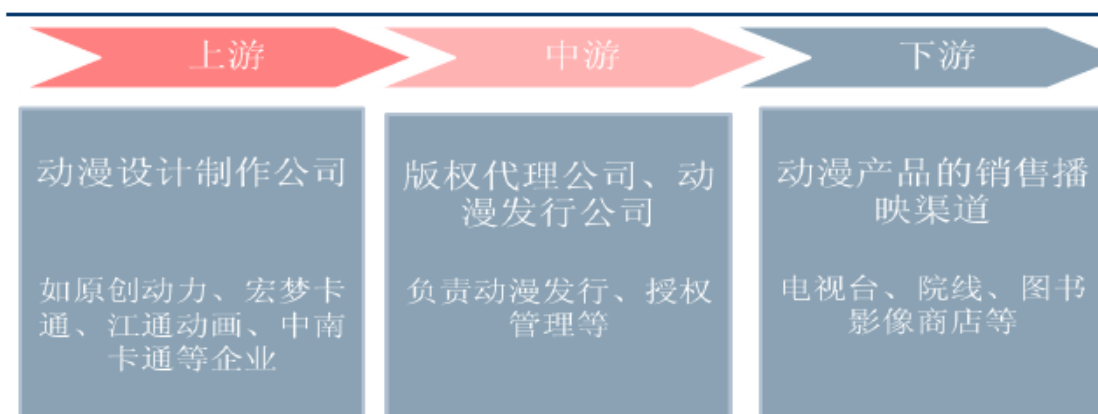 上游
中游
下游
动漫设计制作公司
如原创动力、宏梦卡
通、江通动画、中南
卡通等企业
版权代理公司、动
漫发行公司
负责动漫发行、授权
管理等
动漫产品的销售播
映渠道
电视台、院线、图书
影像商店等